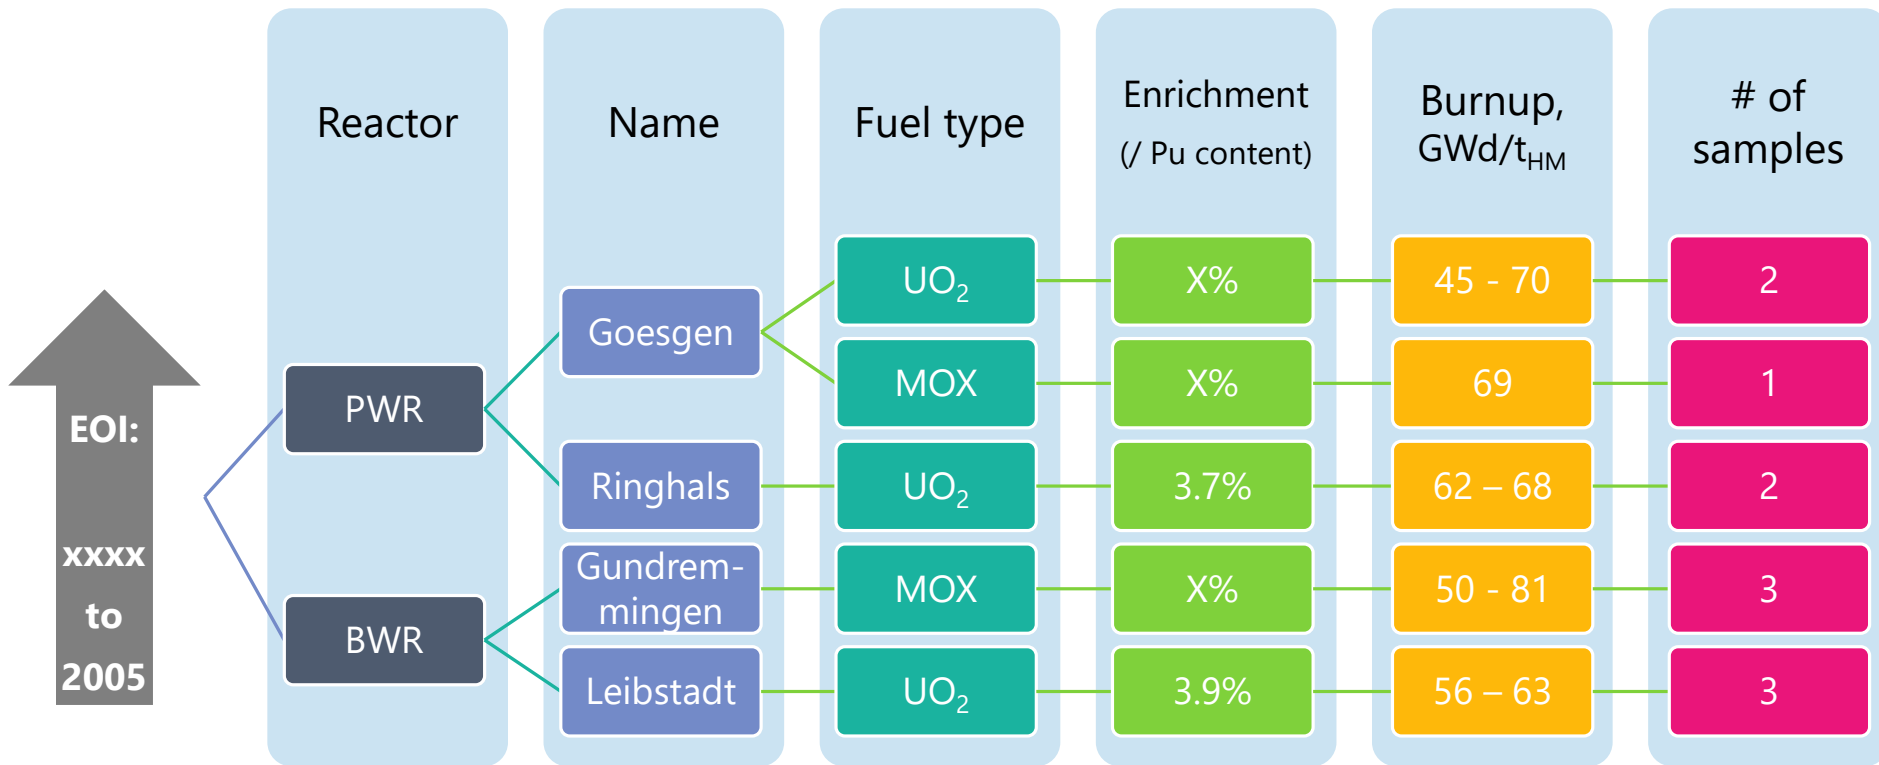 Reactor
Name
Fuel type
Enrichment
(/ Pu content)
Burnup,
GWd/t_HM
# of
samples
EOI:
xxxx
to
2005
PWR
Goesgen
UO₂
X%
45 - 70
2
MOX
X%
69
1
Ringhals
UO₂
3.7%
62 – 68
2
BWR
Gundrem-
mingen
MOX
X%
50 - 81
3
Leibstadt
UO₂
3.9%
56 – 63
3